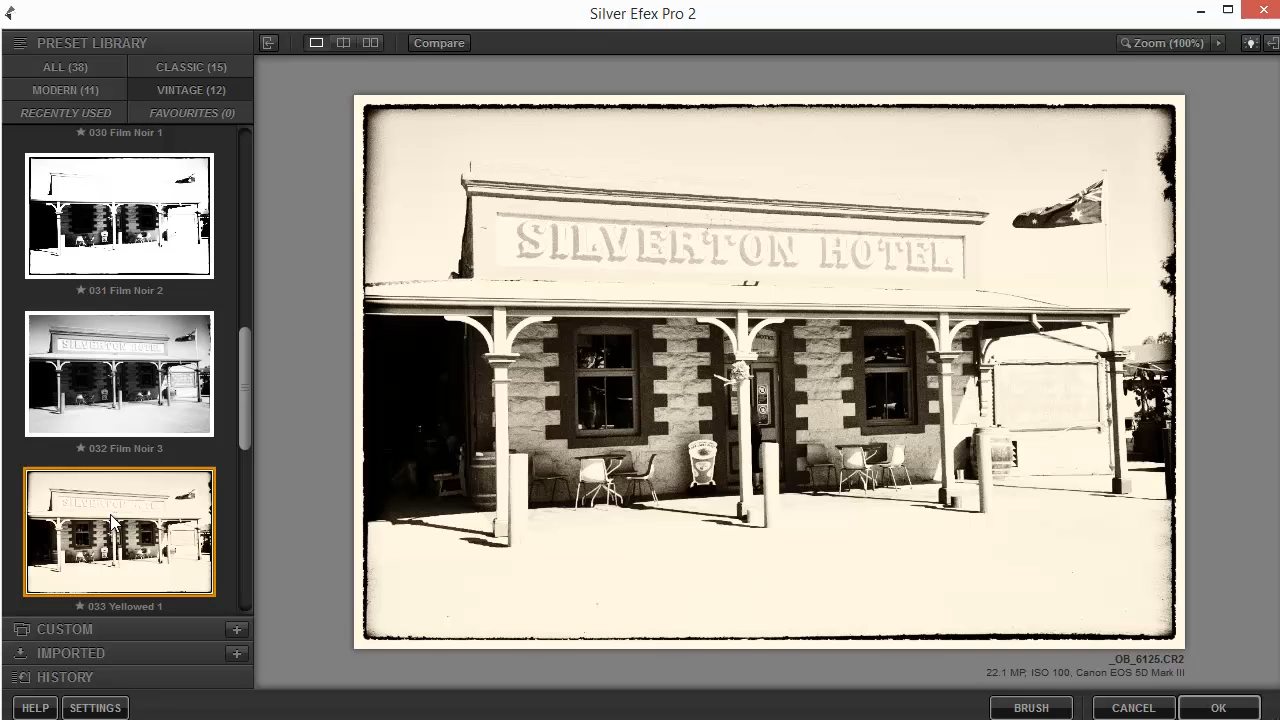 Silver Efex Pro 2
PRESET LIBRARY
Compare
Zoom (100%)
ALL (38)
CLASSIC (15)
MODERN (11)
VINTAGE (12)
RECENTLY USED
FAVOURITES (0)
030 Film Noir 1
031 Film Noir 2
SILVERTON HOTEL
032 Film Noir 3
SILVERTON HOTEL
033 Yellowed 1
CUSTOM
IMPORTED
HISTORY
_OB_6125.CR2
22.1 MP, ISO 100, Canon EOS 5D Mark III
HELP
SETTINGS
BRUSH
CANCEL
OK